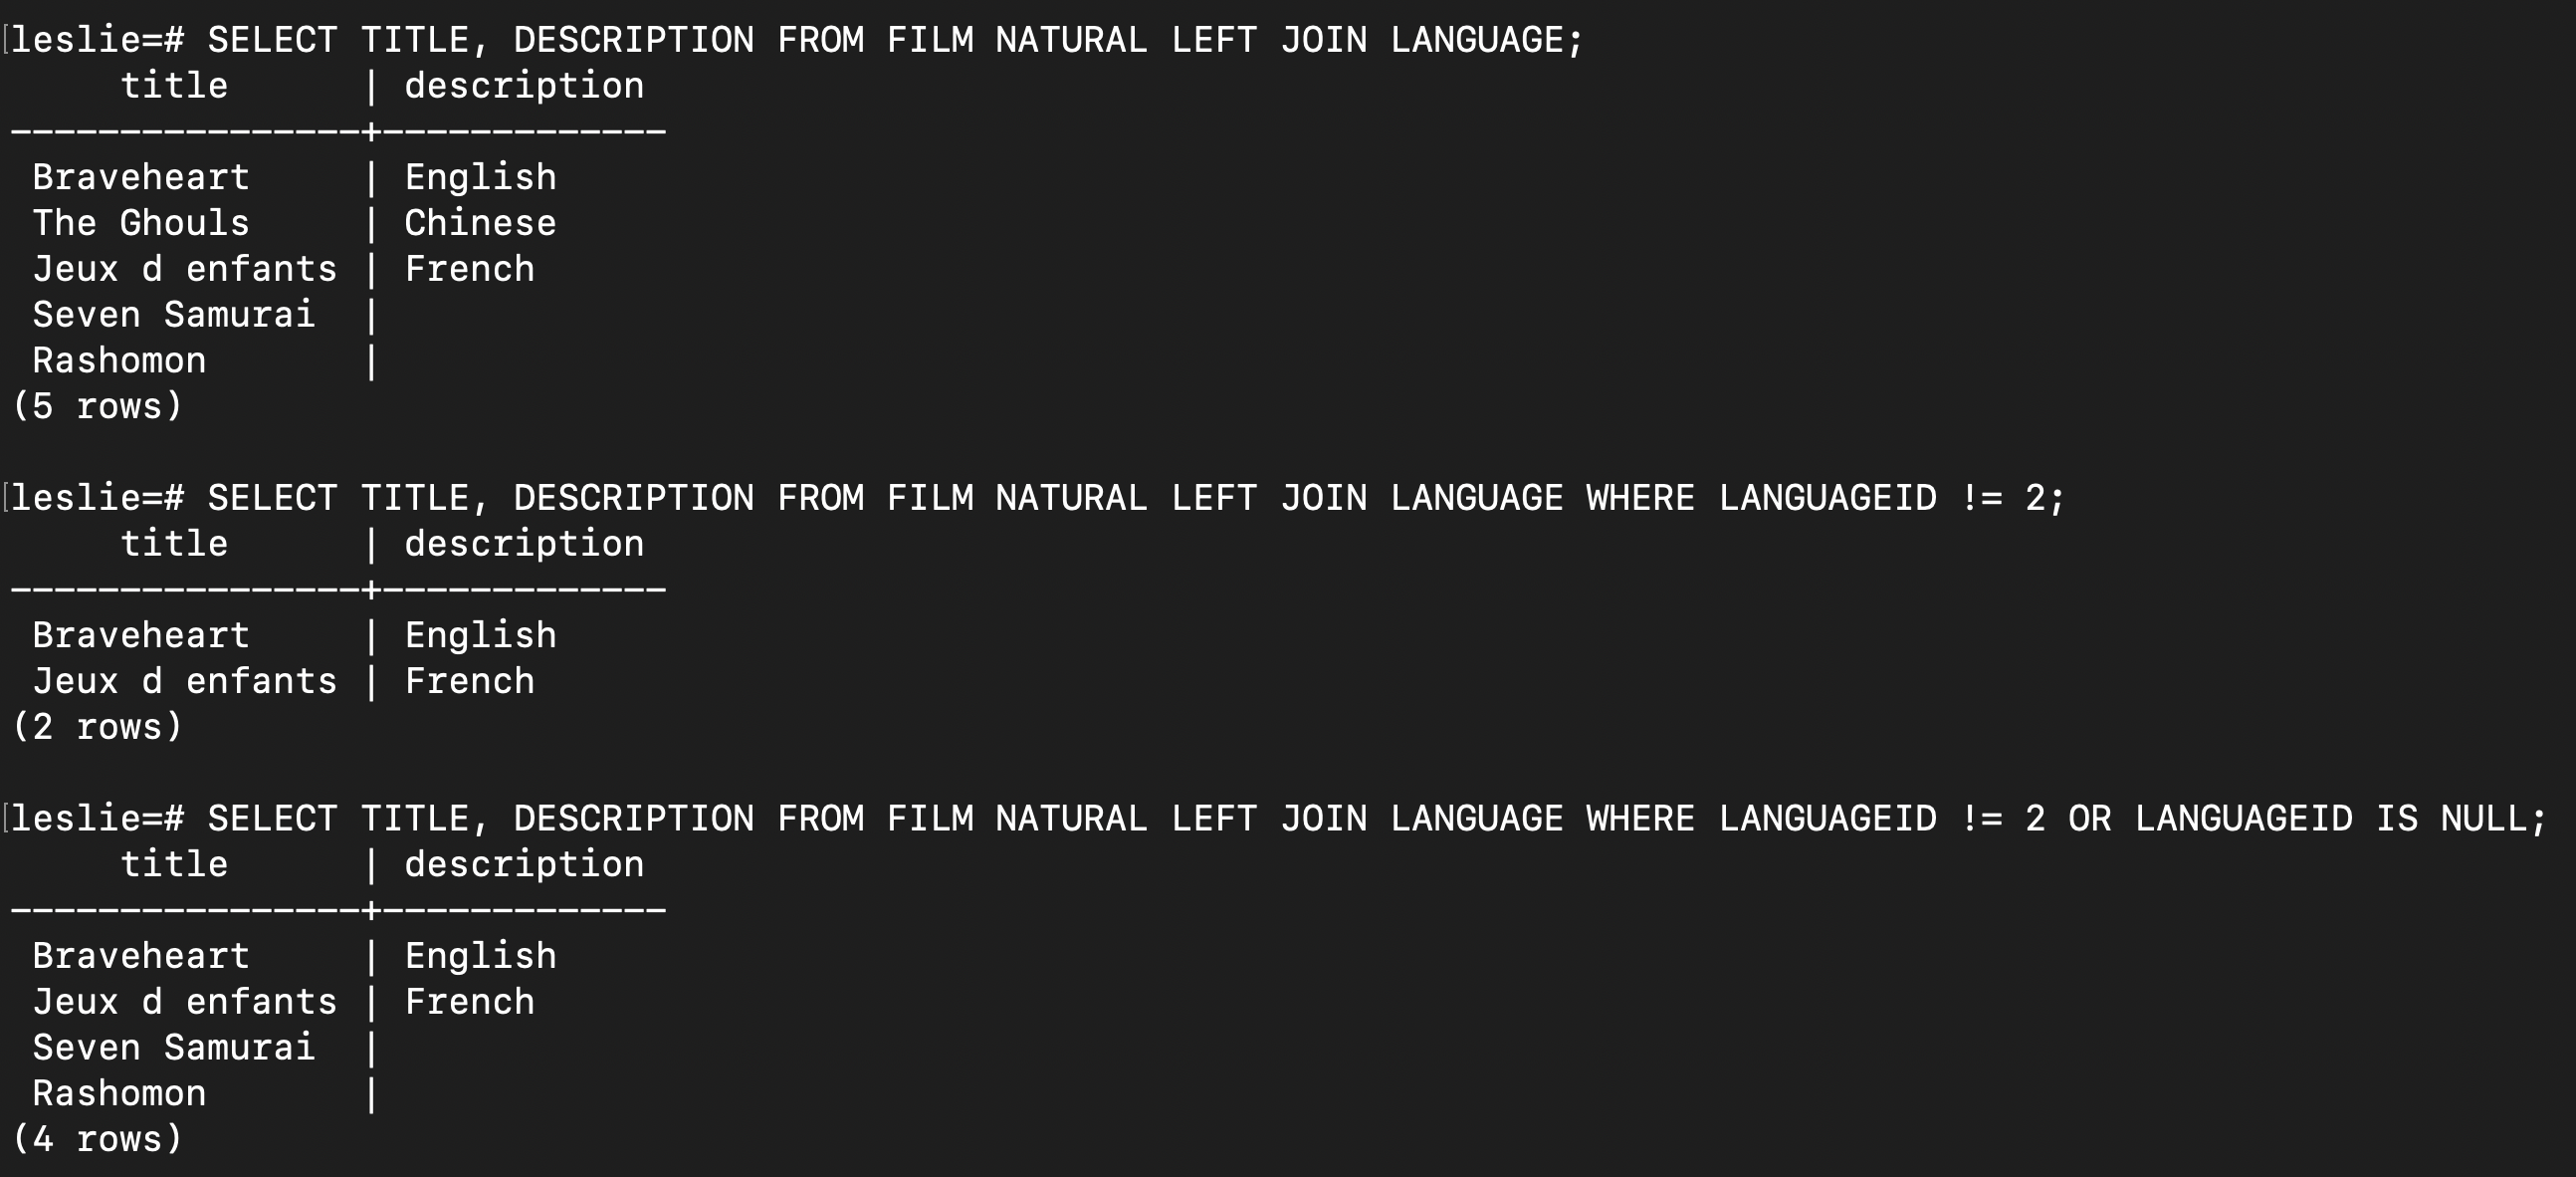 [leslie=# SELECT TITLE, DESCRIPTION FROM FILM NATURAL LEFT JOIN LANGUAGE;
     title      | description
----------------+-------------
 Braveheart     | English
 The Ghouls     | Chinese
 Jeux d enfants | French
 Seven Samurai  |
 Rashomon       |
(5 rows)

[leslie=# SELECT TITLE, DESCRIPTION FROM FILM NATURAL LEFT JOIN LANGUAGE WHERE LANGUAGEID != 2;
     title      | description
----------------+-------------
 Braveheart     | English
 Jeux d enfants | French
(2 rows)

[leslie=# SELECT TITLE, DESCRIPTION FROM FILM NATURAL LEFT JOIN LANGUAGE WHERE LANGUAGEID != 2 OR LANGUAGEID IS NULL;
     title      | description
----------------+-------------
 Braveheart     | English
 Jeux d enfants | French
 Seven Samurai  |
 Rashomon       |
(4 rows)